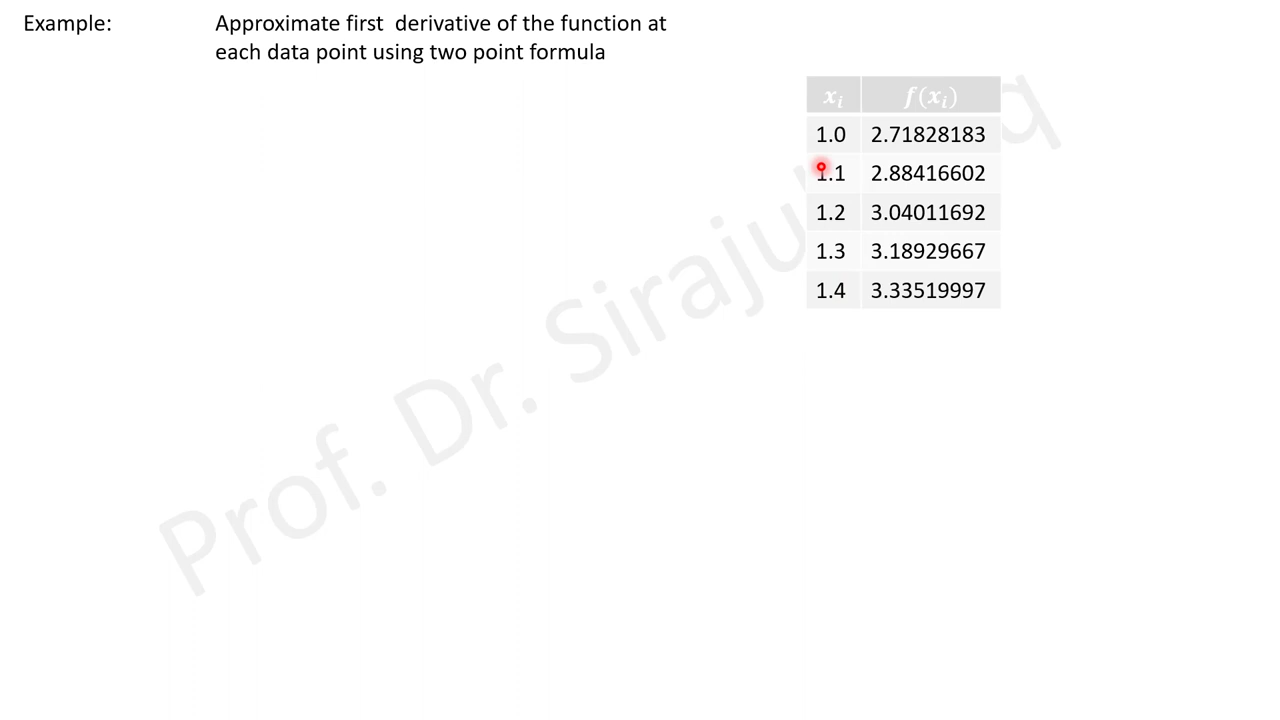 Example: Approximate first derivative of the function at
each data point using two point formula
xᵢ f(xᵢ)
1.0 2.71828183
1.1 2.88416602
1.2 3.04011692
1.3 3.18929667
1.4 3.33519997
Prof. Dr. Siraju